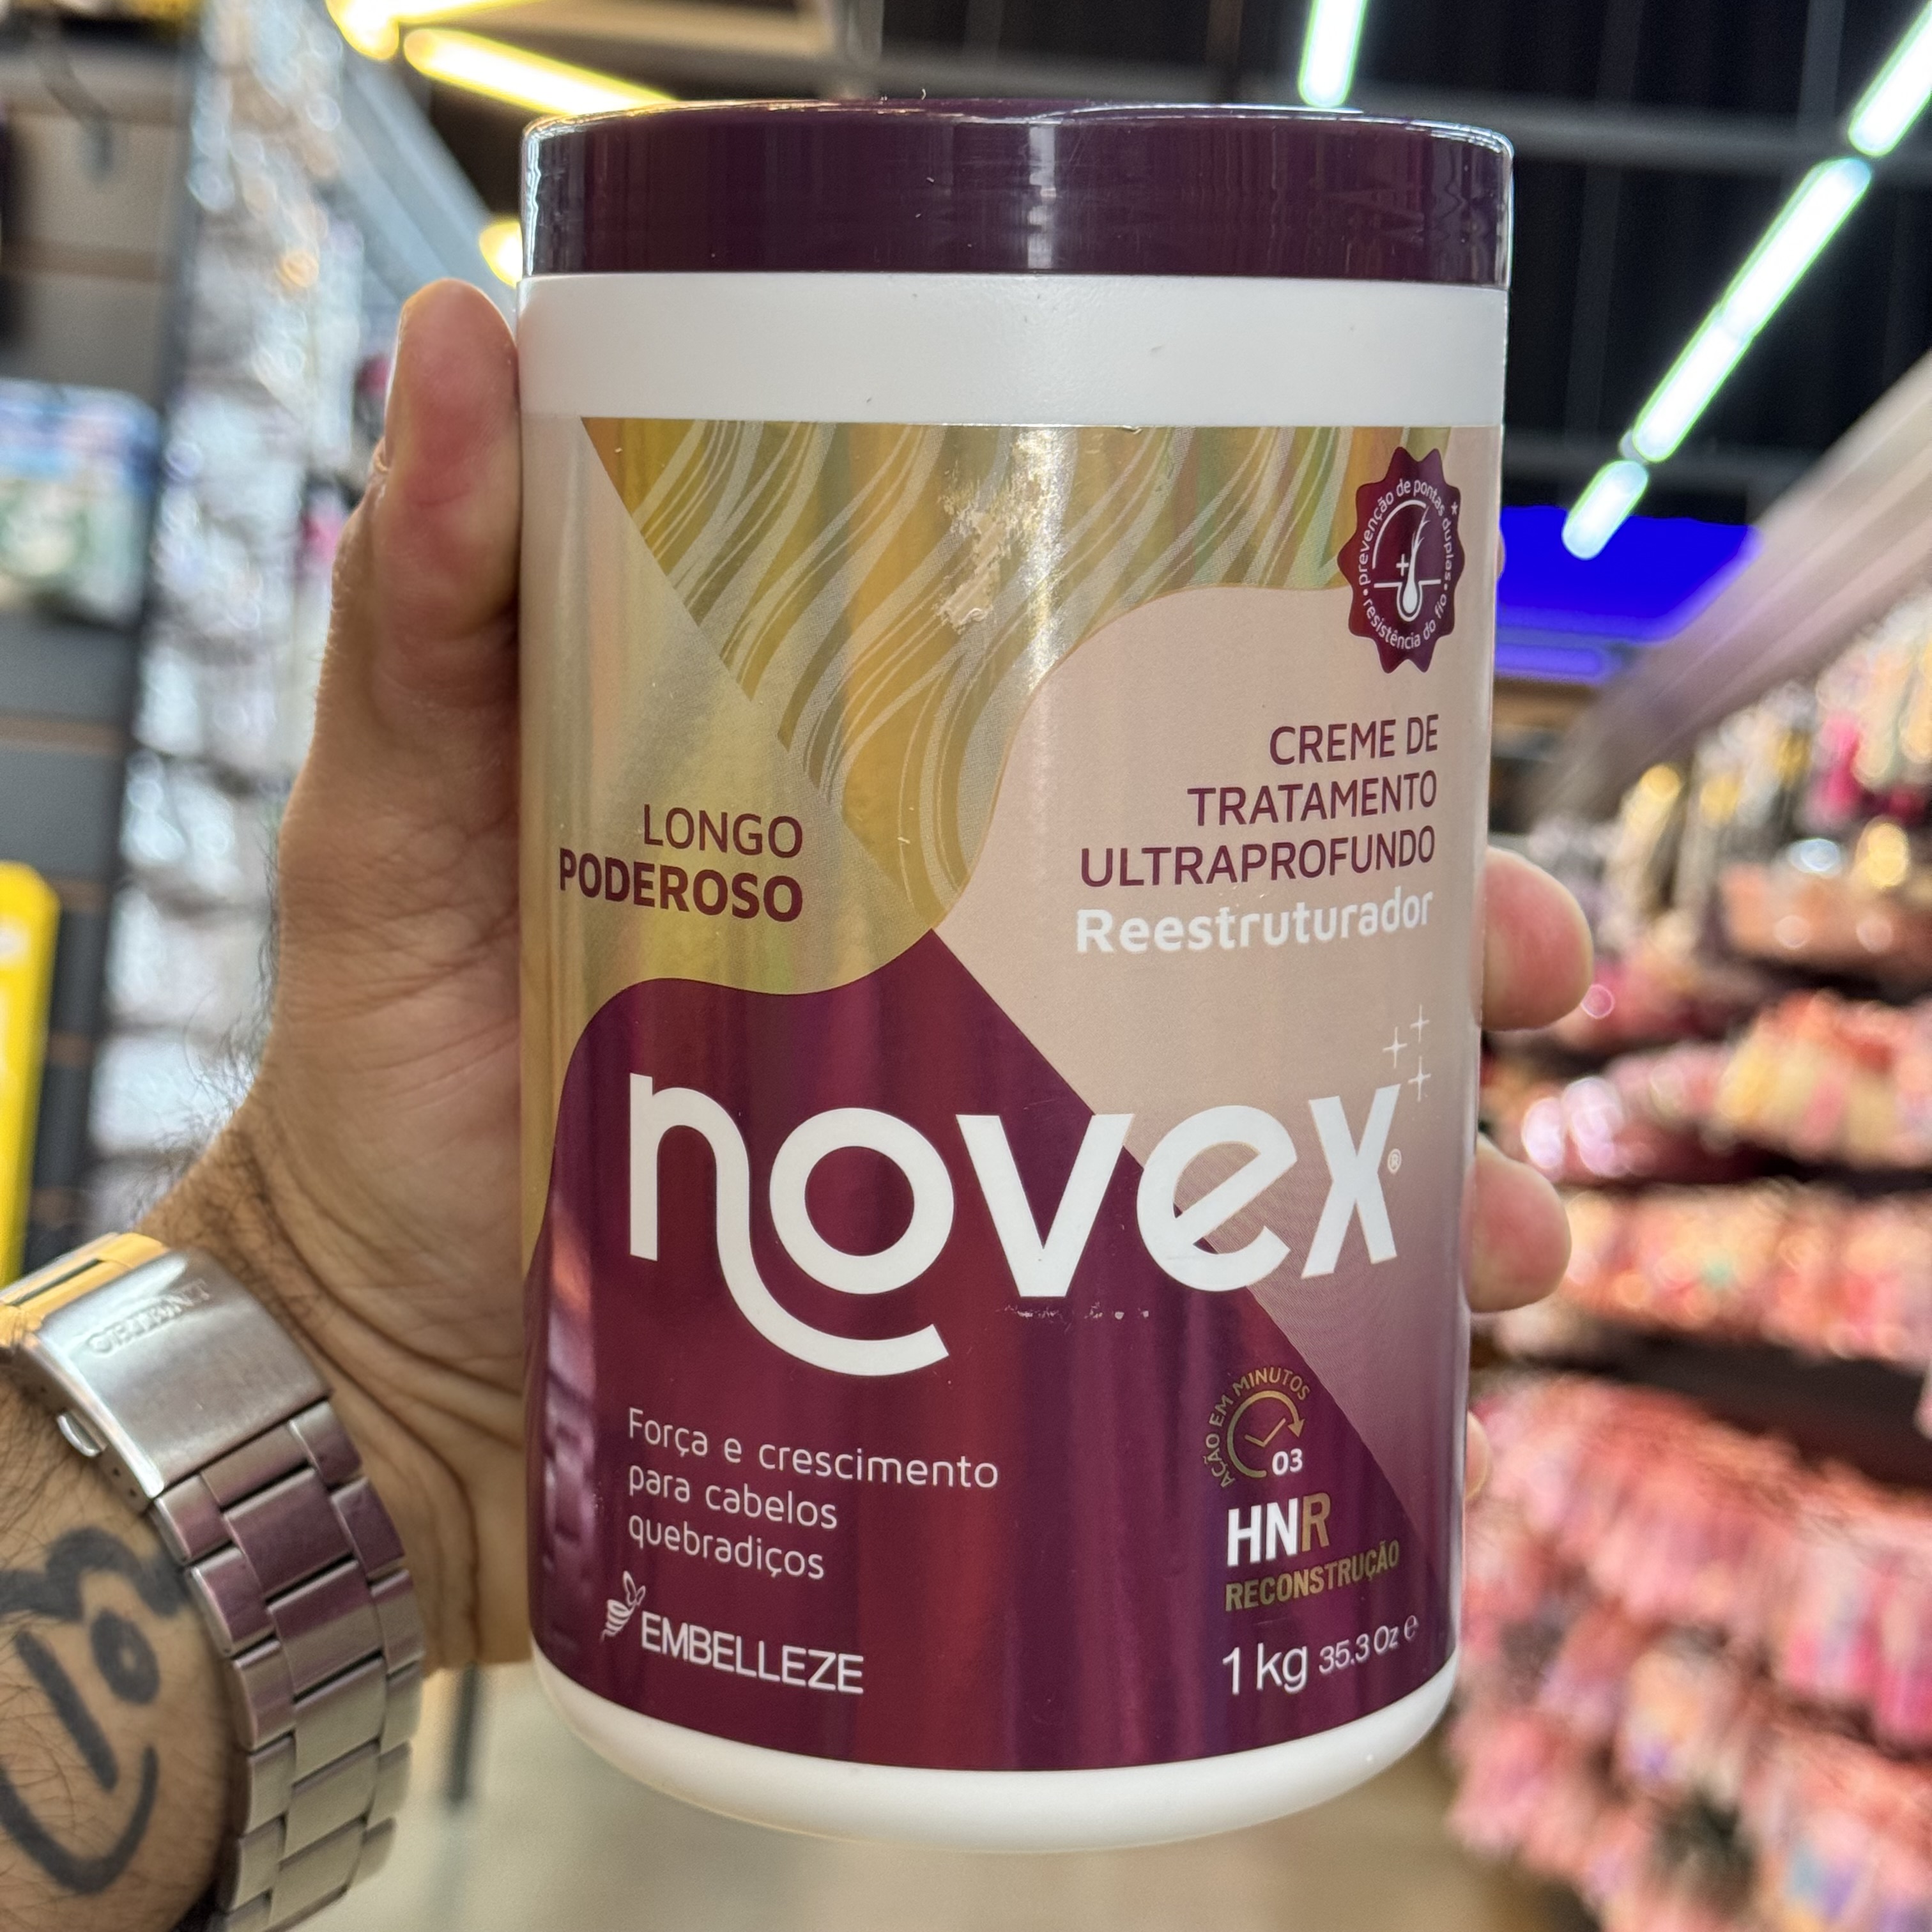 prevenção de pontas duplas*
• resistência do fio •
CREME DE
TRATAMENTO
ULTRAPROFUNDO
Reestruturador
LONGO
PODEROSO
novex®
Força e crescimento
para cabelos
quebradiços
EMBELLEZE
AÇÃO EM MINUTOS
03
HNR
RECONSTRUÇÃO
1 kg 35.3 Oz ℮
ORIENT